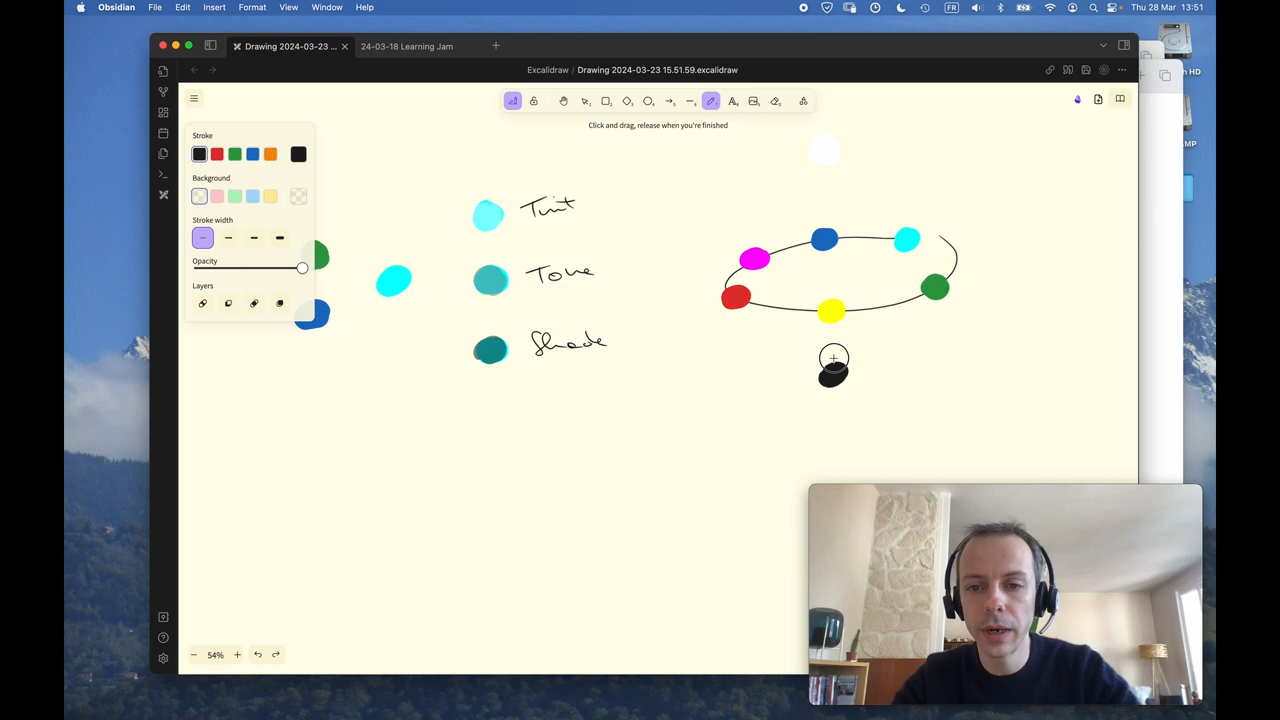 Obsidian File Edit Insert Format View Window Help FR Thu 28 Mar 13:51
Drawing 2024-03-23 ... 24-03-18 Learning Jam
Excalidraw / Drawing 2024-03-23 15.51.59.excalidraw
Click and drag, release when you're finished
Stroke
Background
Stroke width
Opacity
Layers
Tint
Tone
Shade
54%
HD